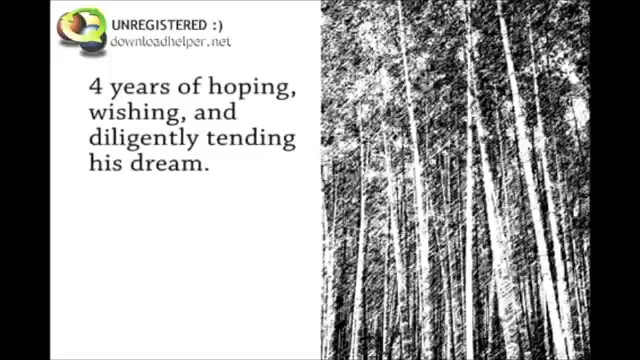 UNREGISTERED :)
downloadhelper.net
4 years of hoping,
wishing, and
diligently tending
his dream.